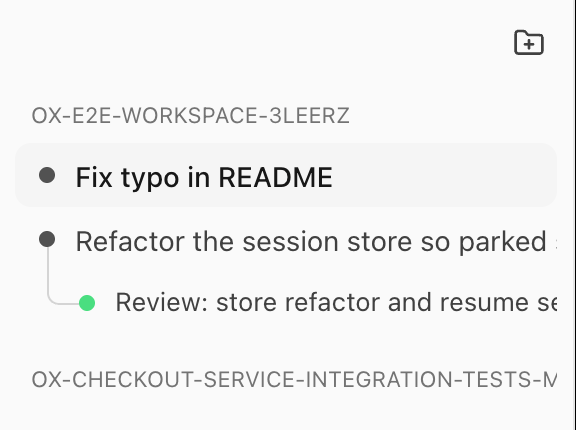 OX-E2E-WORKSPACE-3LEERZ
Fix typo in README
Refactor the session store so parked
Review: store refactor and resume se
OX-CHECKOUT-SERVICE-INTEGRATION-TESTS-M